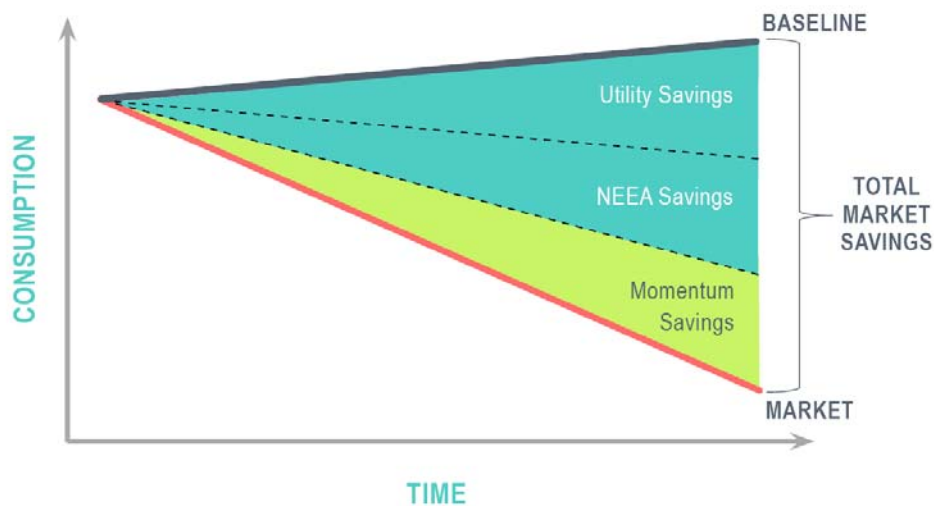 BASELINE
Utility Savings
NEEA Savings
TOTAL
MARKET
SAVINGS
Momentum
Savings
MARKET
CONSUMPTION
TIME